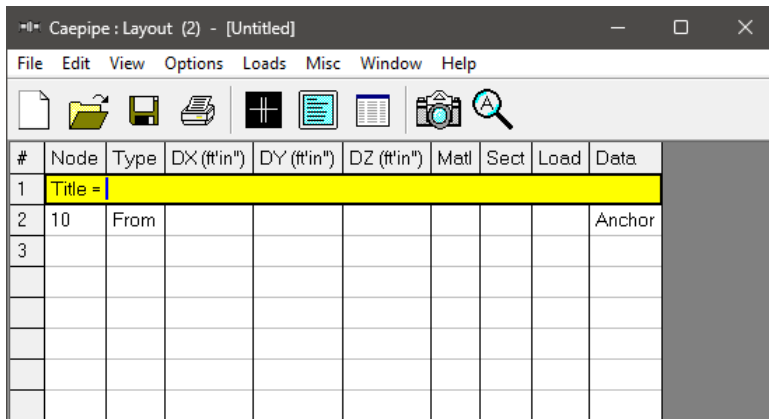 Caepipe : Layout (2) - [Untitled]
File Edit View Options Loads Misc Window Help
A
# Node Type DX (ft'in") DY (ft'in") DZ (ft'in") Matl Sect Load Data
1 Title =
2 10 From Anchor
3